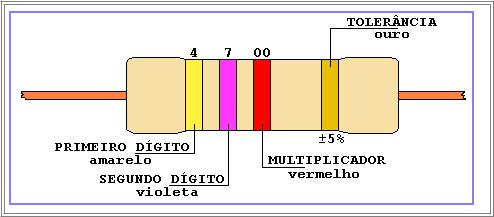 TOLERÂNCIA
ouro
4 7 00
±5%
PRIMEIRO DÍGITO
amarelo
MULTIPLICADOR
vermelho
SEGUNDO DÍGITO
violeta